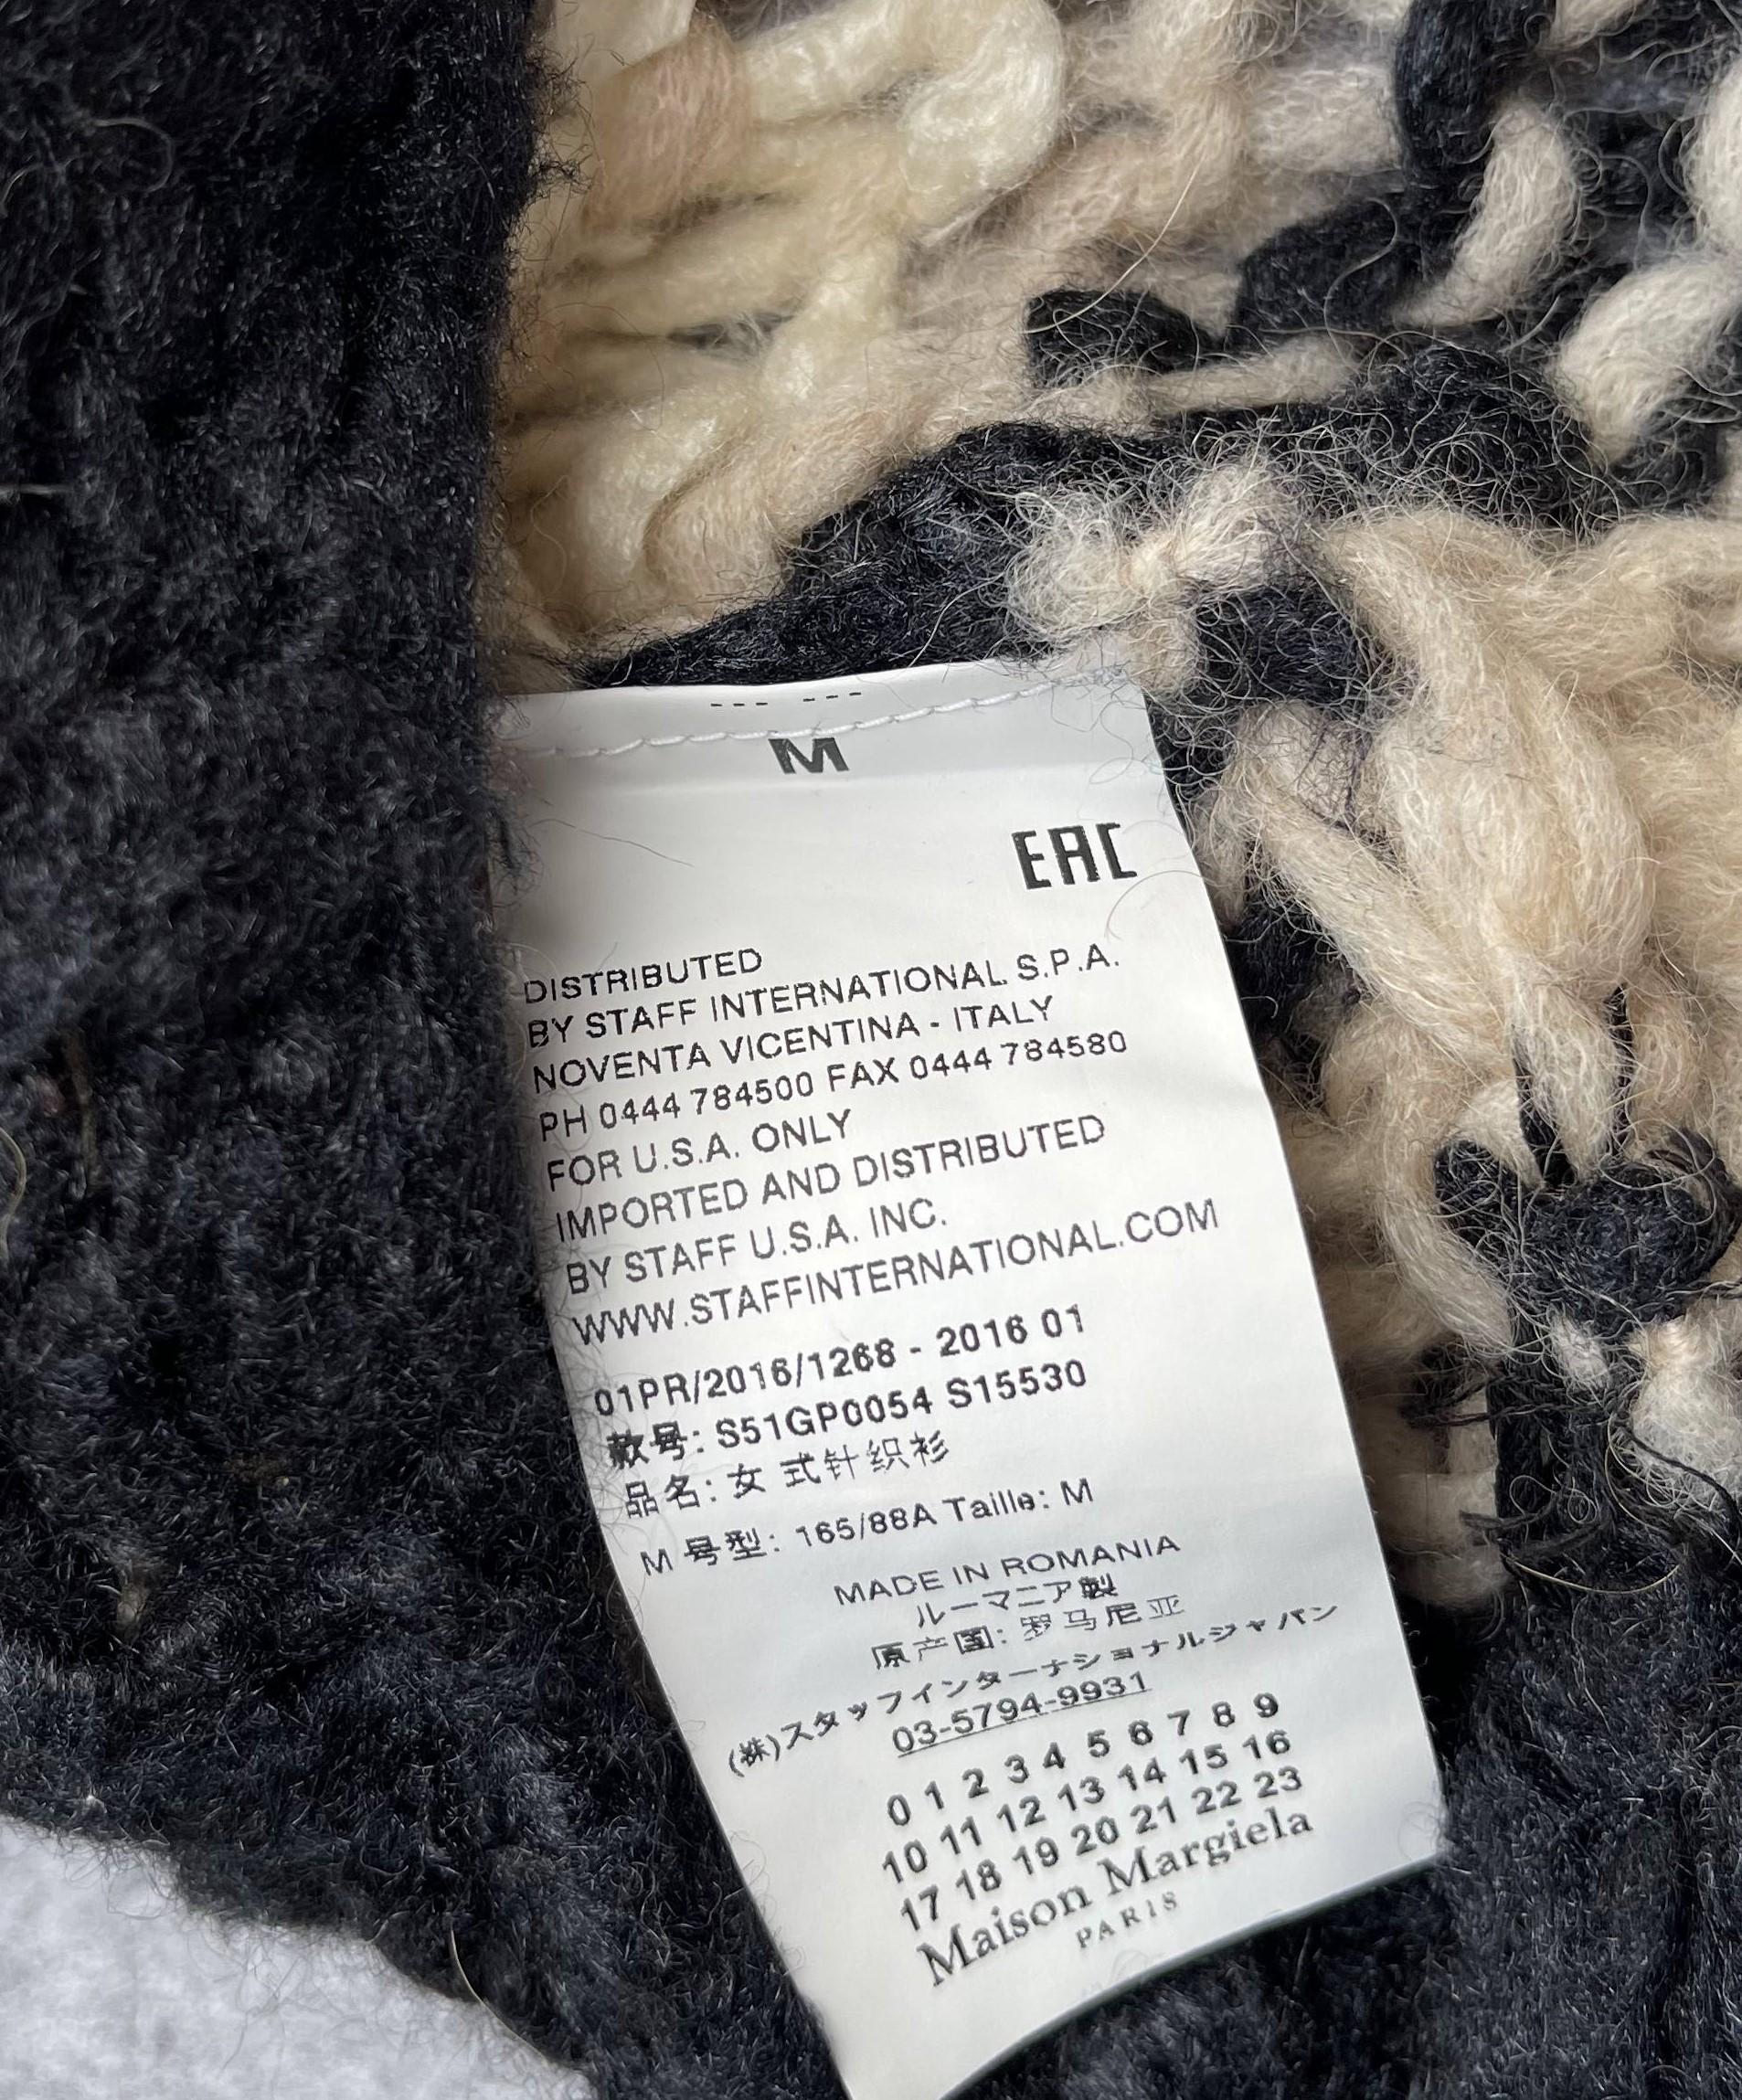 M
EAC
DISTRIBUTED
BY STAFF INTERNATIONAL S.P.A.
NOVENTA VICENTINA - ITALY
PH 0444 784500 FAX 0444 784580
FOR U.S.A. ONLY
IMPORTED AND DISTRIBUTED
BY STAFF U.S.A. INC.
WWW.STAFFINTERNATIONAL.COM
01PR/2016/1268 - 2016 01
款号: S51GP0054 S15530
品名: 女 式针织衫
M 号型: 165/88A Taille: M
MADE IN ROMANIA
ルーマニア製
原产国: 罗马尼亚
(株)スタッフインターナショナルジャパン
03-5794-9931
0 1 2 3 4 5 6 7 8 9
10 11 12 13 14 15 16
17 18 19 20 21 22 23
Maison Margiela
PARIS